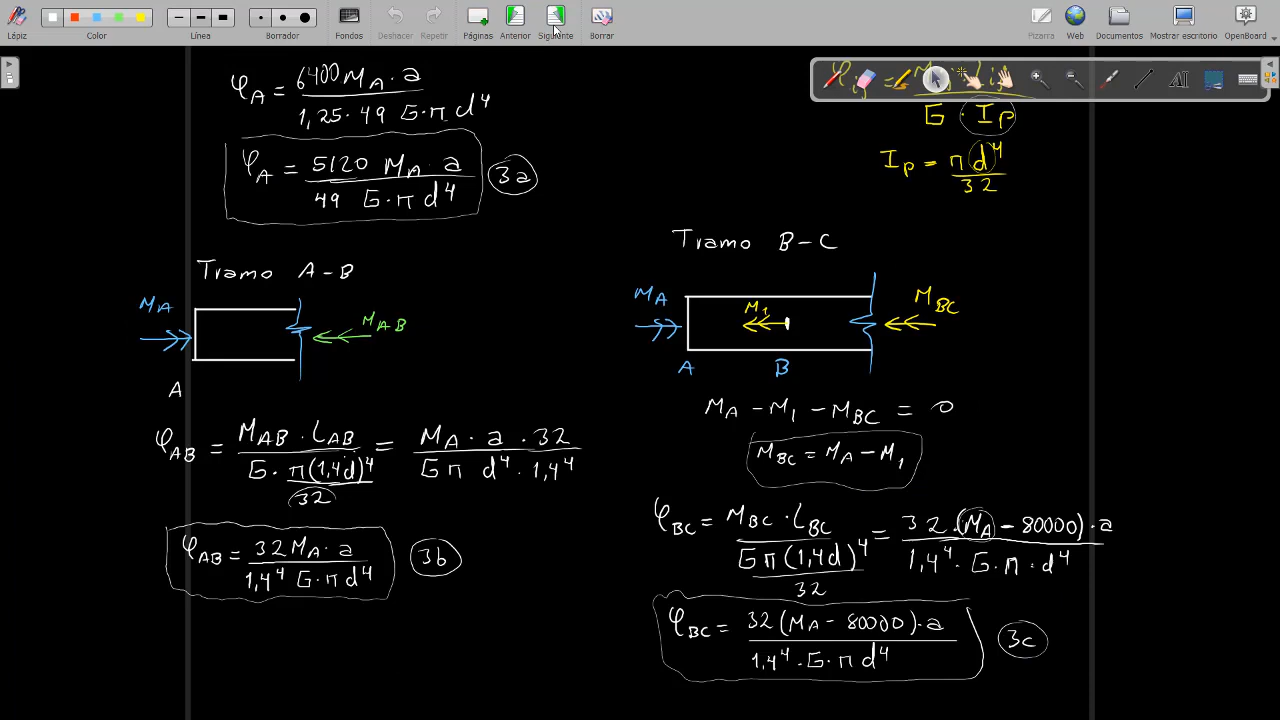 Lápiz Color Línea Borrador Fondos Deshacer Repetir Páginas Anterior Siguiente Borrar Pizarra Web Documentos Mostrar escritorio OpenBoard
φA = 6400 MA · a / 1,25 · 49 G·π d⁴
φA = 5120 MA · a / 49 G·π d⁴ 3a
G · Ip
Ip = π d⁴ / 32
Tramo A-B
MA
MAB
A
φAB = MAB · LAB / G · π(1,4d)⁴/32 = MA · a · 32 / G π d⁴ · 1,4⁴
φAB = 32 MA · a / 1,4⁴ G·π d⁴ 3b
Tramo B-C
MA M1 MBC
A B
MA - M1 - MBC = 0
MBC = MA - M1
φBC = MBC · LBC / Gπ(1,4d)⁴/32 = 32·(MA - 80000)·a / 1,4⁴ · G·π·d⁴
φBC = 32(MA - 80000)·a / 1,4⁴ · G·π d⁴ 3c